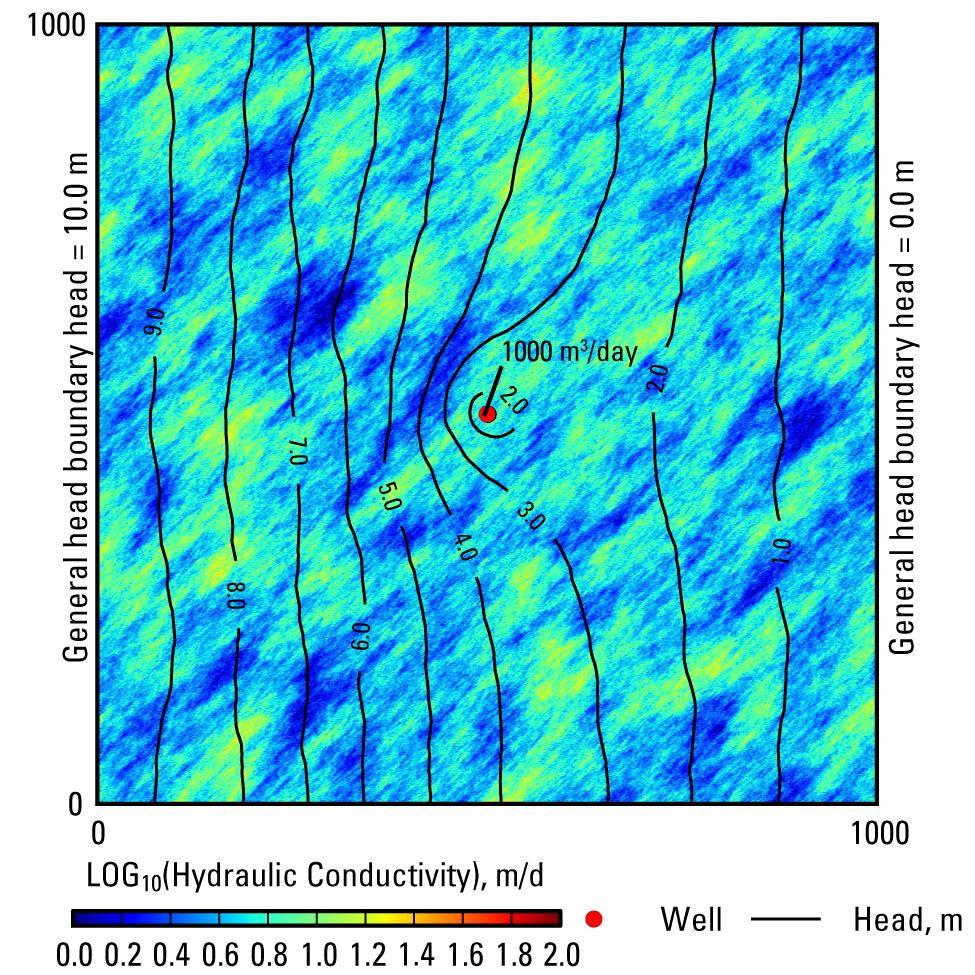 1000
General head boundary head = 10.0 m
General head boundary head = 0.0 m
9.0
1000 m³/day
2.0
2.0
7.0
5.0
3.0
4.0
1.0
8.0
6.0
0
0
1000
LOG₁₀(Hydraulic Conductivity), m/d
Well
Head, m
0.0 0.2 0.4 0.6 0.8 1.0 1.2 1.4 1.6 1.8 2.0